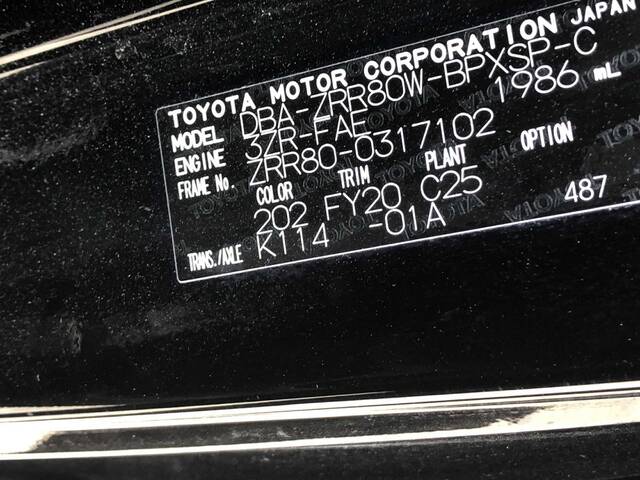 TOYOTA MOTOR CORPORATION JAPAN
MODEL DBA-ZRR80W-BPXSP-C
ENGINE 3ZR-FAE 1986 mL
FRAME No. ZRR80-0317102
COLOR TRIM PLANT OPTION
202 FY20 C25 487
TRANS./AXLE K114 -01A